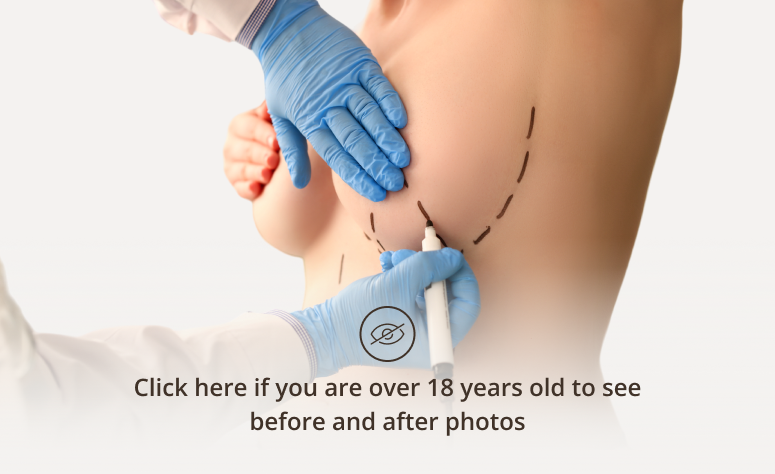 Click here if you are over 18 years old to see
before and after photos